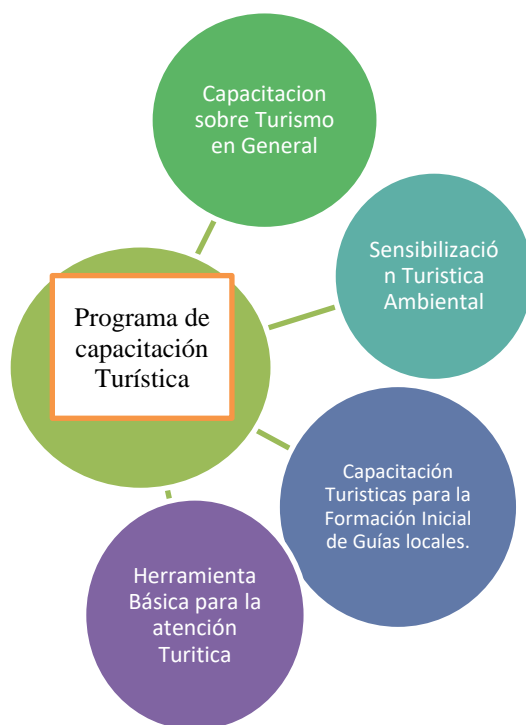 Capacitacion
sobre Turismo
en General
Sensibilizació
n Turistica
Ambiental
Programa de
capacitación
Turística
Capacitación
Turisticas para la
Formación Inicial
de Guías locales.
Herramienta
Básica para la
atención
Turitica